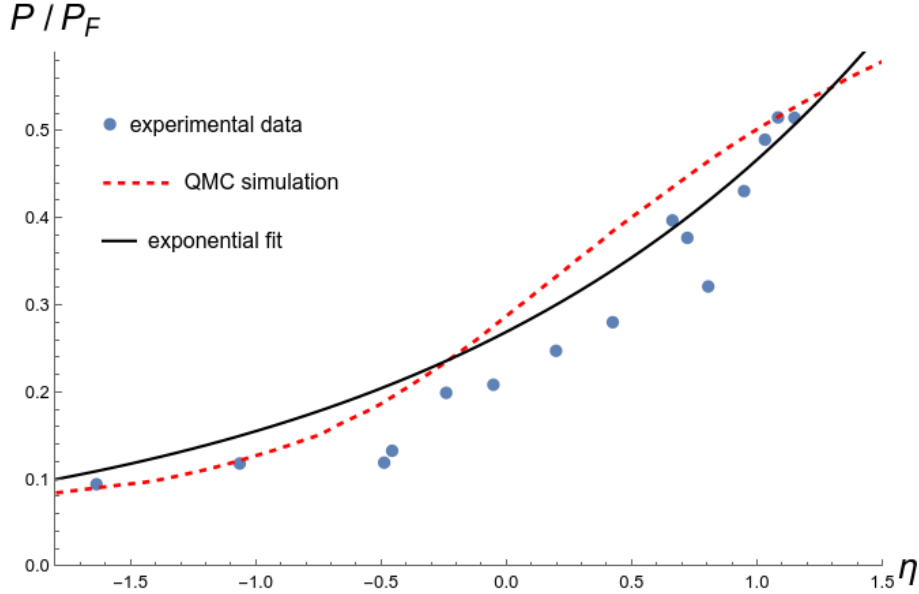 P / P_F
0.5
0.4
0.3
0.2
0.1
0.0
experimental data
QMC simulation
exponential fit
−1.5 −1.0 −0.5 0.0 0.5 1.0 1.5 η